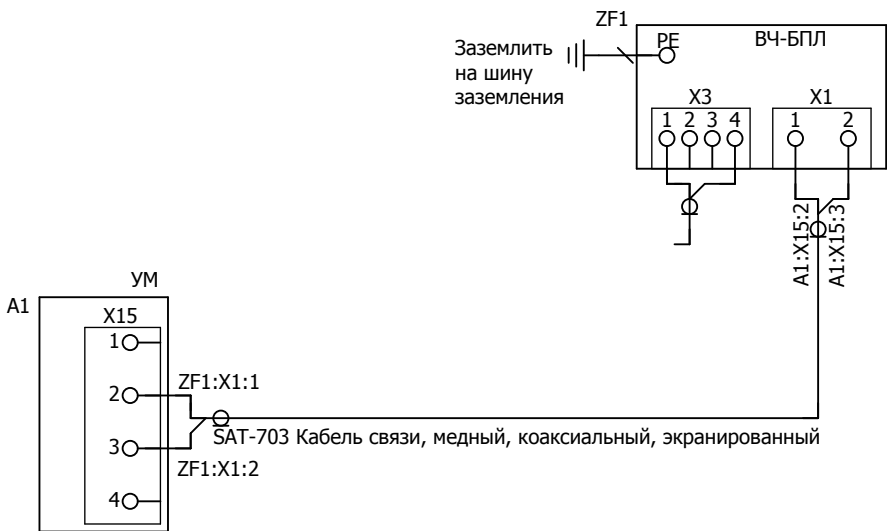 ZF1
Заземлить
на шину
заземления
PE
ВЧ-БПЛ
X3
X1
1 2 3 4
1 2
A1:X15:2
A1:X15:3
УМ
A1
X15
1
2
3
4
ZF1:X1:1
SAT-703 Кабель связи, медный, коаксиальный, экранированный
ZF1:X1:2